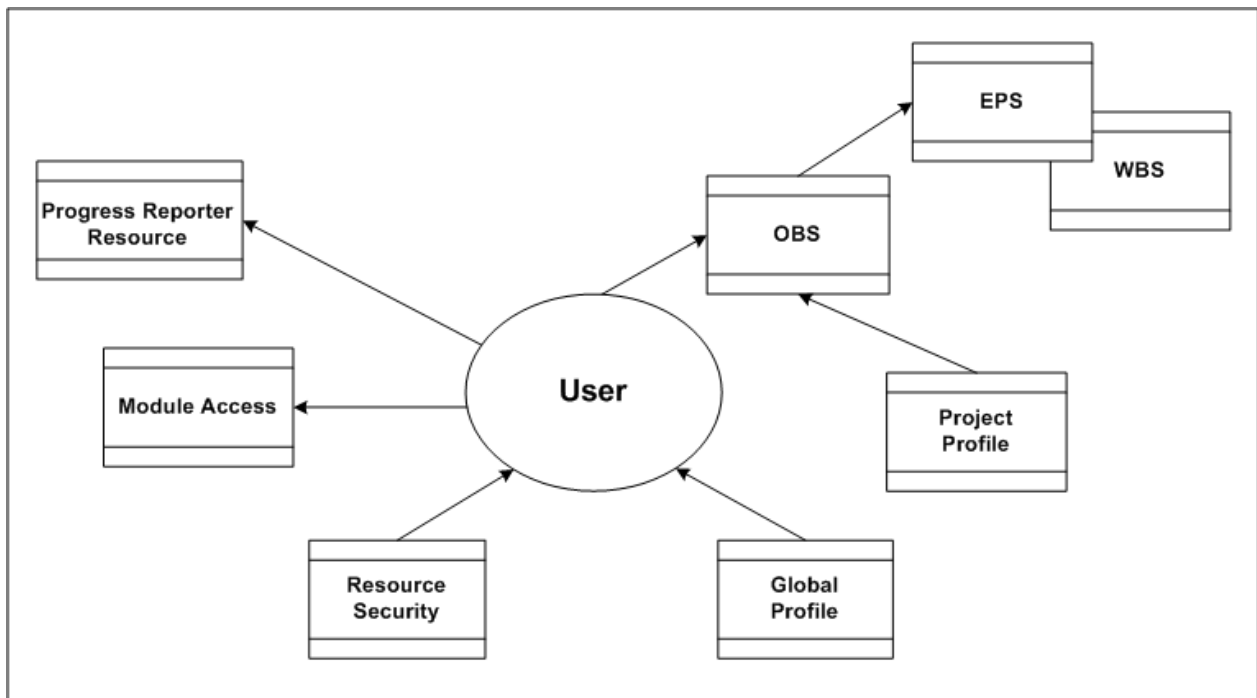 EPS
WBS
Progress Reporter
Resource
OBS
Module Access
User
Project
Profile
Resource
Security
Global
Profile